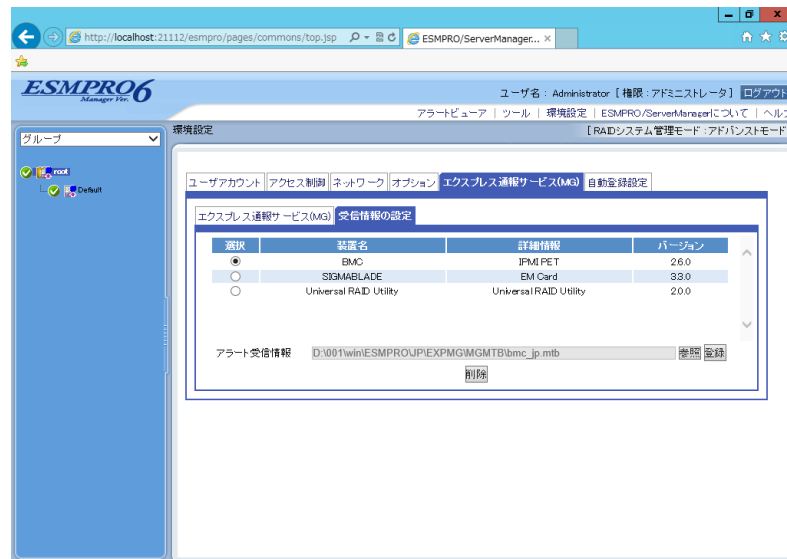 http://localhost:21112/esmpro/pages/commons/top.jsp
ESMPRO/ServerManager... ×
ESMPRO6
Manager Ver.
ユーザ名 : Administrator [ 権限 : アドミニストレータ ] ログアウト
アラートビューア | ツール | 環境設定 | ESMPRO/ServerManagerについて | ヘルプ
グループ
環境設定
[ RAIDシステム管理モード : アドバンストモード
root
Default
ユーザアカウント アクセス制御 ネットワーク オプション エクスプレス通報サービス(MG) 自動登録設定
エクスプレス通報サービス(MG) 受信情報の設定
選択 装置名 詳細情報 バージョン
BMC IPMI PET 2.6.0
SIGMABLADE EM Card 3.3.0
Universal RAID Utility Universal RAID Utility 2.0.0
アラート受信情報 D:\001\win\ESMPRO\JP\EXPMG\MGMTB\bmc_jp.mtb 参照 登録
削除